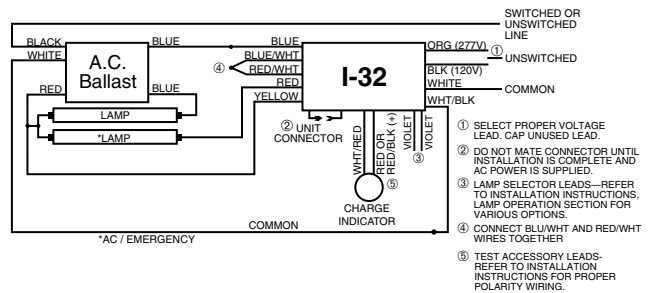 SWITCHED OR
UNSWITCHED
LINE
BLACK
BLUE
BLUE
ORG (277V)
①
WHITE
BLUE/WHT
UNSWITCHED
A.C.
Ballast
④
RED/WHT
I-32
BLK (120V)
RED
BLUE
RED
WHITE
COMMON
YELLOW
WHT/BLK
LAMP
*LAMP
② UNIT
CONNECTOR
WHT/RED
RED OR
RED/BLK (+)
VIOLET
VIOLET
③
⑤
CHARGE
INDICATOR
COMMON
*AC / EMERGENCY
① SELECT PROPER VOLTAGE
LEAD. CAP UNUSED LEAD.
② DO NOT MATE CONNECTOR UNTIL
INSTALLATION IS COMPLETE AND
AC POWER IS SUPPLIED.
③ LAMP SELECTOR LEADS—REFER
TO INSTALLATION INSTRUCTIONS,
LAMP OPERATION SECTION FOR
VARIOUS OPTIONS.
④ CONNECT BLU/WHT AND RED/WHT
WIRES TOGETHER
⑤ TEST ACCESSORY LEADS-
REFER TO INSTALLATION
INSTRUCTIONS FOR PROPER
POLARITY WIRING.